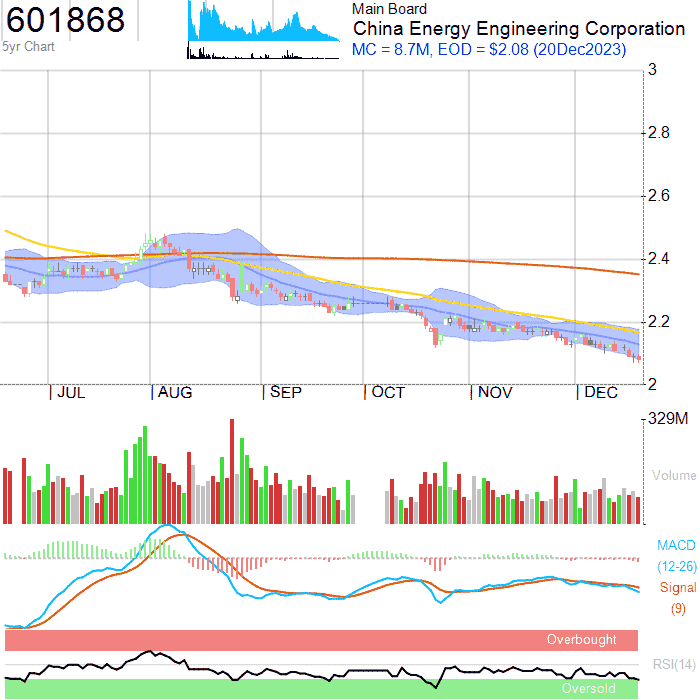 601868
5yr Chart
Main Board
China Energy Engineering Corporation
MC = 8.7M, EOD = $2.08 (20Dec2023)
3
2.8
2.6
2.4
2.2
2
JUL AUG SEP OCT NOV DEC
329M
Volume
MACD
(12-26)
Signal
(9)
Overbought
RSI(14)
Oversold